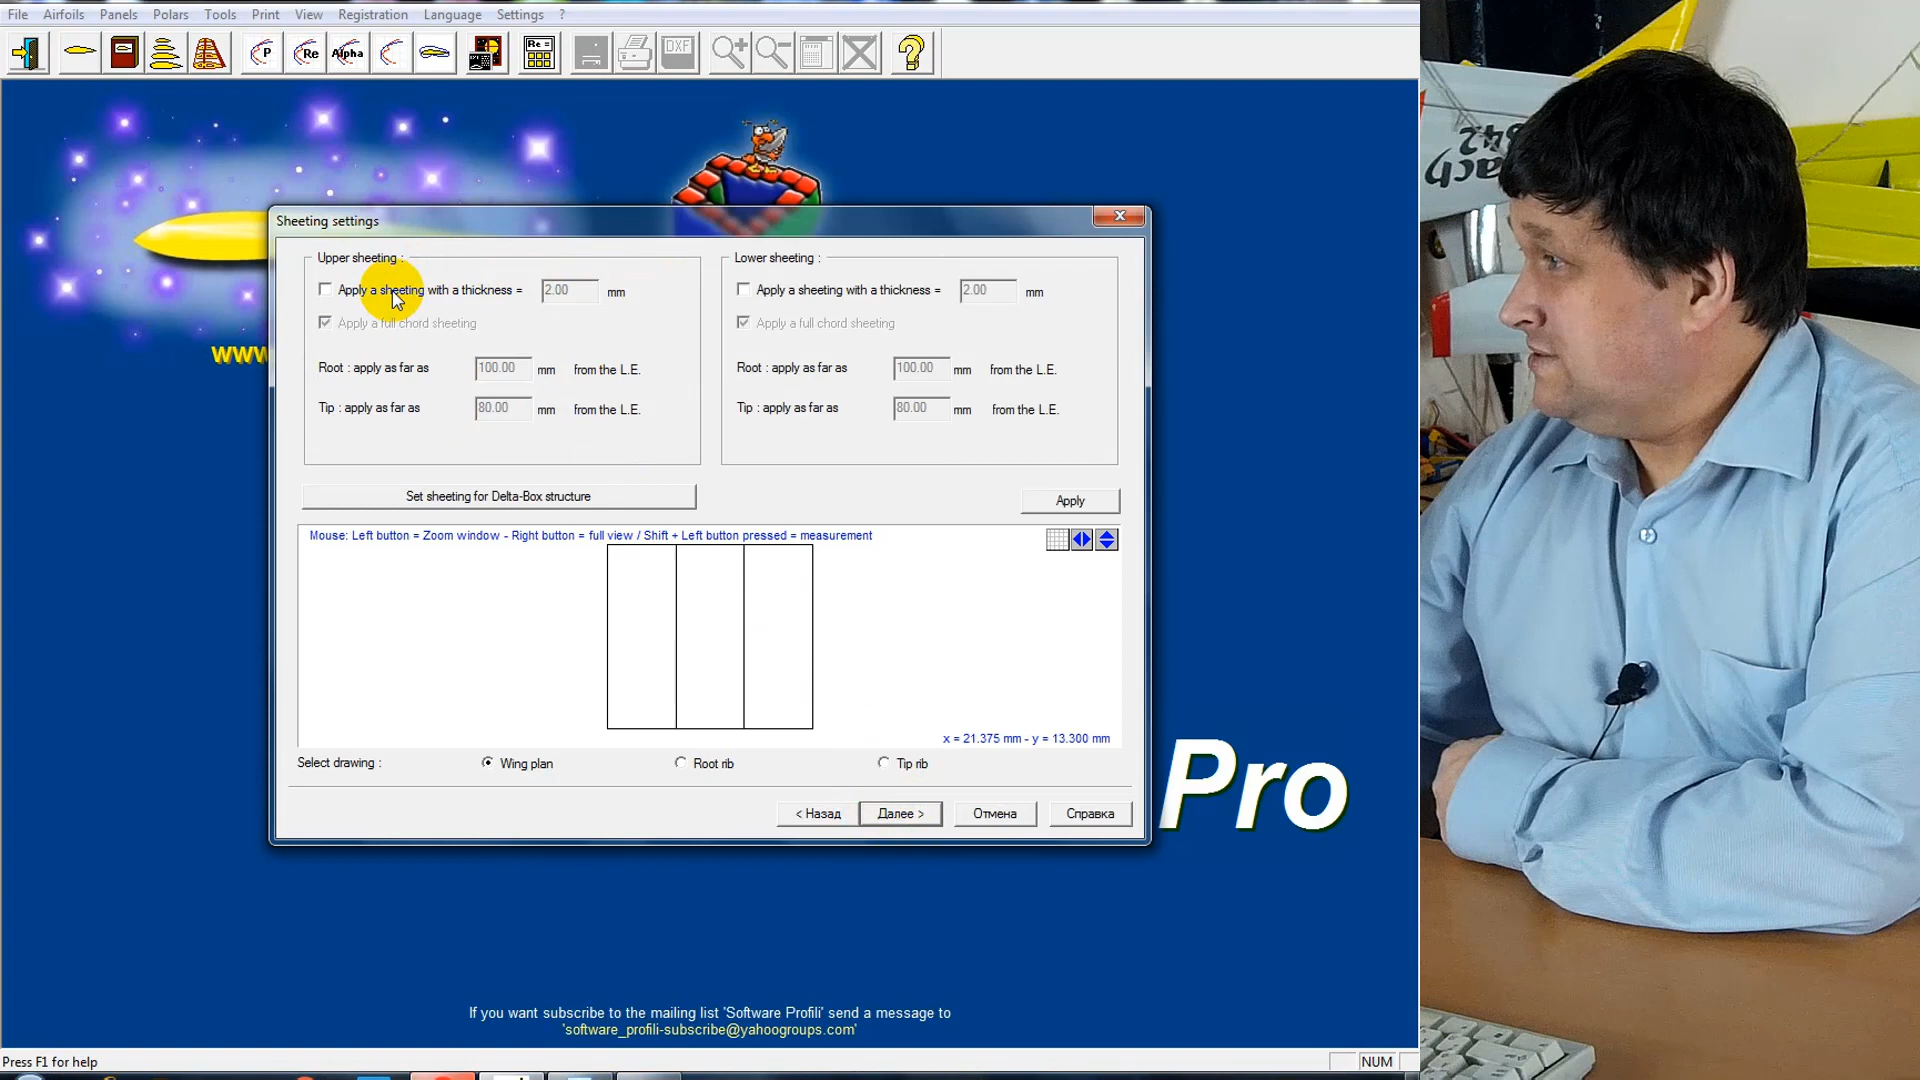 File Airfoils Panels Polars Tools Print View Registration Language Settings ?
P Re Alpha Re = DXF
www
Sheeting settings
Upper sheeting :
Apply a sheeting with a thickness = 2.00 mm
Apply a full chord sheeting
Root : apply as far as 100.00 mm from the L.E.
Tip : apply as far as 80.00 mm from the L.E.
Lower sheeting :
Apply a sheeting with a thickness = 2.00 mm
Apply a full chord sheeting
Root : apply as far as 100.00 mm from the L.E.
Tip : apply as far as 80.00 mm from the L.E.
Set sheeting for Delta-Box structure
Apply
Mouse: Left button = Zoom window - Right button = full view / Shift + Left button pressed = measurement
x = 21.375 mm - y = 13.300 mm
Select drawing : Wing plan Root rib Tip rib
< Назад Далее > Отмена Справка
Pro
If you want subscribe to the mailing list 'Software Profili' send a message to
'software_profili-subscribe@yahoogroups.com'
Press F1 for help
NUM